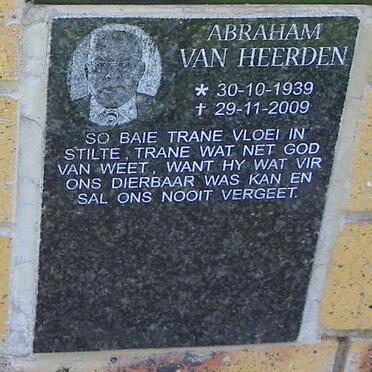 ABRAHAM
VAN HEERDEN
* 30-10-1939
† 29-11-2009
SO BAIE TRANE VLOEI IN
STILTE, TRANE WAT NET GOD
VAN WEET, WANT HY WAT VIR
ONS DIERBAAR WAS KAN EN
SAL ONS NOOIT VERGEET.